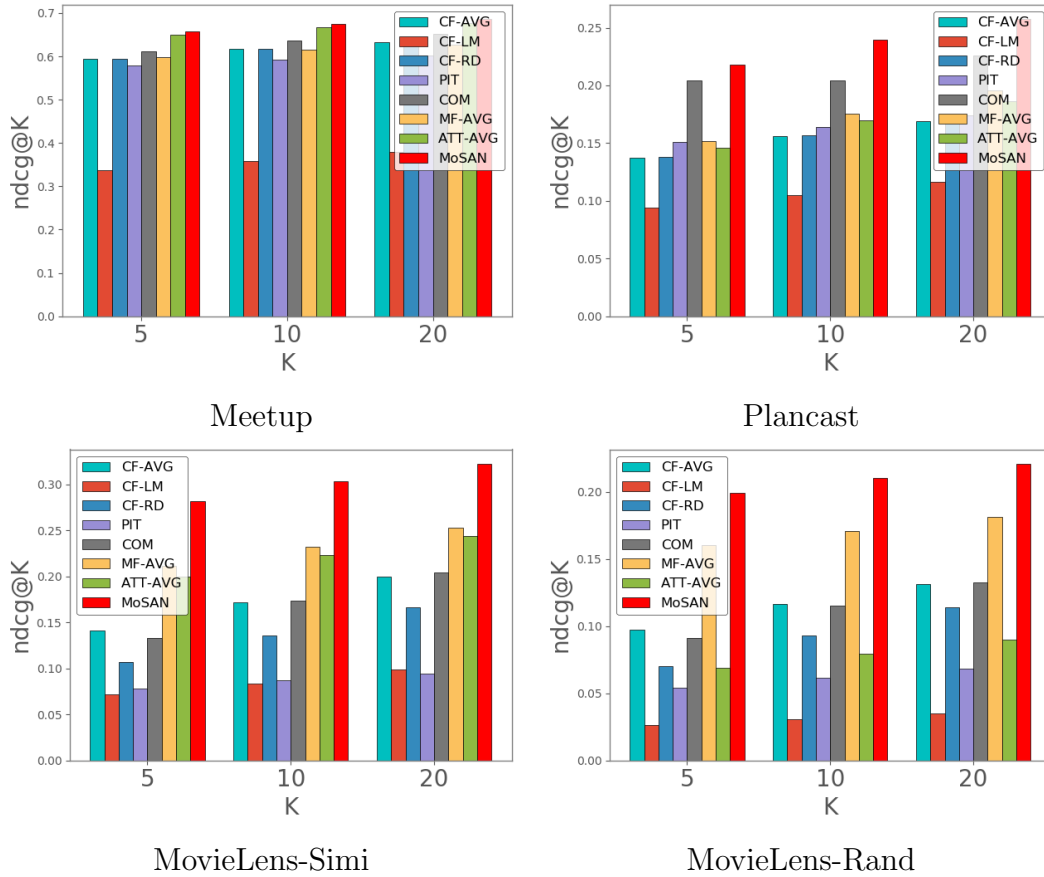 0.7
0.6
0.5
0.4
0.3
0.2
0.1
0.0
ndcg@K
5 10 20
K
CF-AVG
CF-LM
CF-RD
PIT
COM
MF-AVG
ATT-AVG
MoSAN
Meetup
0.25
0.20
0.15
0.10
0.05
0.00
ndcg@K
5 10 20
K
CF-AVG
CF-LM
CF-RD
PIT
COM
MF-AVG
ATT-AVG
MoSAN
Plancast
0.30
0.25
0.20
0.15
0.10
0.05
0.00
ndcg@K
5 10 20
K
CF-AVG
CF-LM
CF-RD
PIT
COM
MF-AVG
ATT-AVG
MoSAN
MovieLens-Simi
0.20
0.15
0.10
0.05
0.00
ndcg@K
5 10 20
K
CF-AVG
CF-LM
CF-RD
PIT
COM
MF-AVG
ATT-AVG
MoSAN
MovieLens-Rand